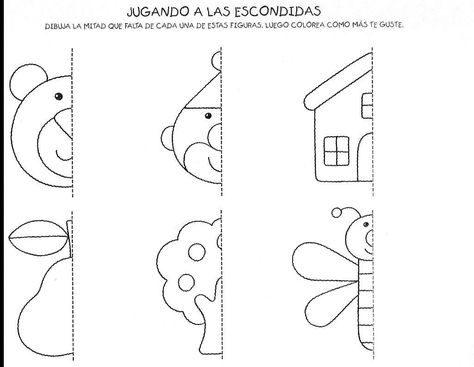 JUGANDO A LAS ESCONDIDAS
DIBUJA LA MITAD QUE FALTA DE CADA UNA DE ESTAS FIGURAS. LUEGO COLOREA COMO MÁS TE GUSTE.